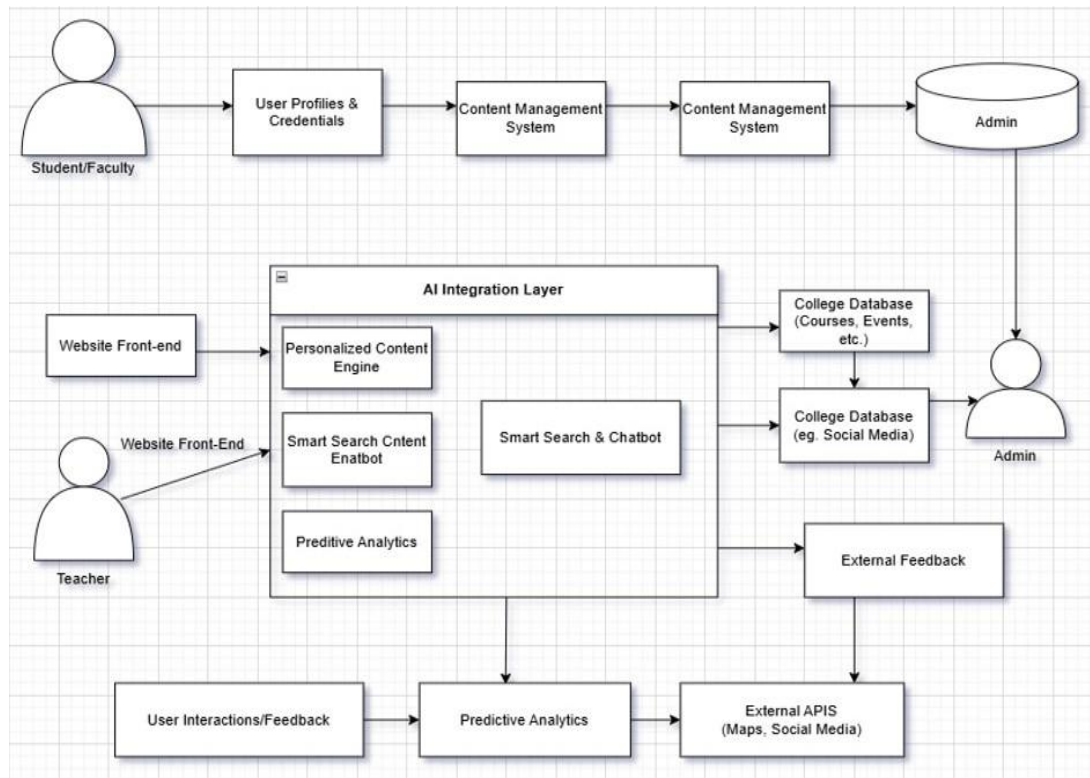 User Profilies &
Credentials
Content Management
System
Content Management
System
Admin
Student/Faculty
AI Integration Layer
College Database
(Courses, Events,
etc.)
Website Front-end
Personalized Content
Engine
College Database
(eg. Social Media)
Website Front-End
Smart Search Cntent
Enatbot
Smart Search & Chatbot
Admin
Preditive Analytics
External Feedback
Teacher
User Interactions/Feedback
Predictive Analytics
External APIS
(Maps, Social Media)